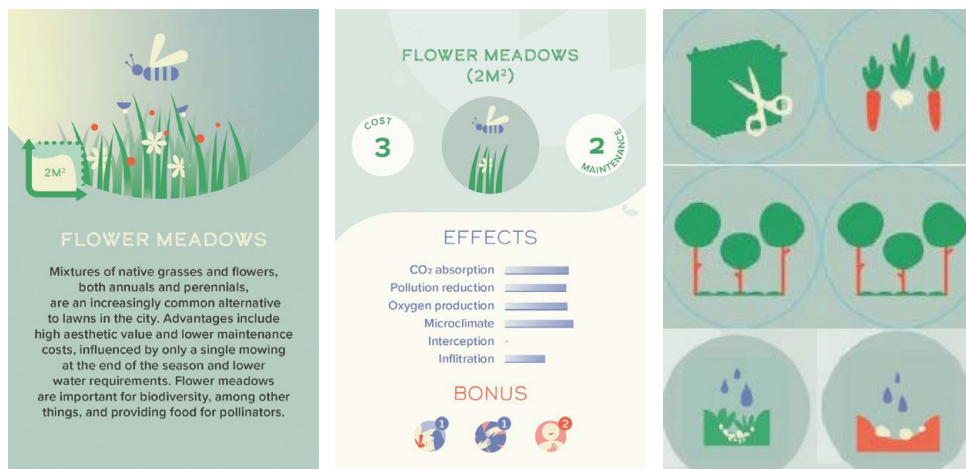 2M²
FLOWER MEADOWS
Mixtures of native grasses and flowers,
both annuals and perennials,
are an increasingly common alternative
to lawns in the city. Advantages include
high aesthetic value and lower maintenance
costs, influenced by only a single mowing
at the end of the season and lower
water requirements. Flower meadows
are important for biodiversity, among other
things, and providing food for pollinators.
FLOWER MEADOWS
(2M²)
COST
3
2
MAINTENANCE
EFFECTS
CO₂ absorption
Pollution reduction
Oxygen production
Microclimate
Interception -
Inflitration
BONUS
1
1
2